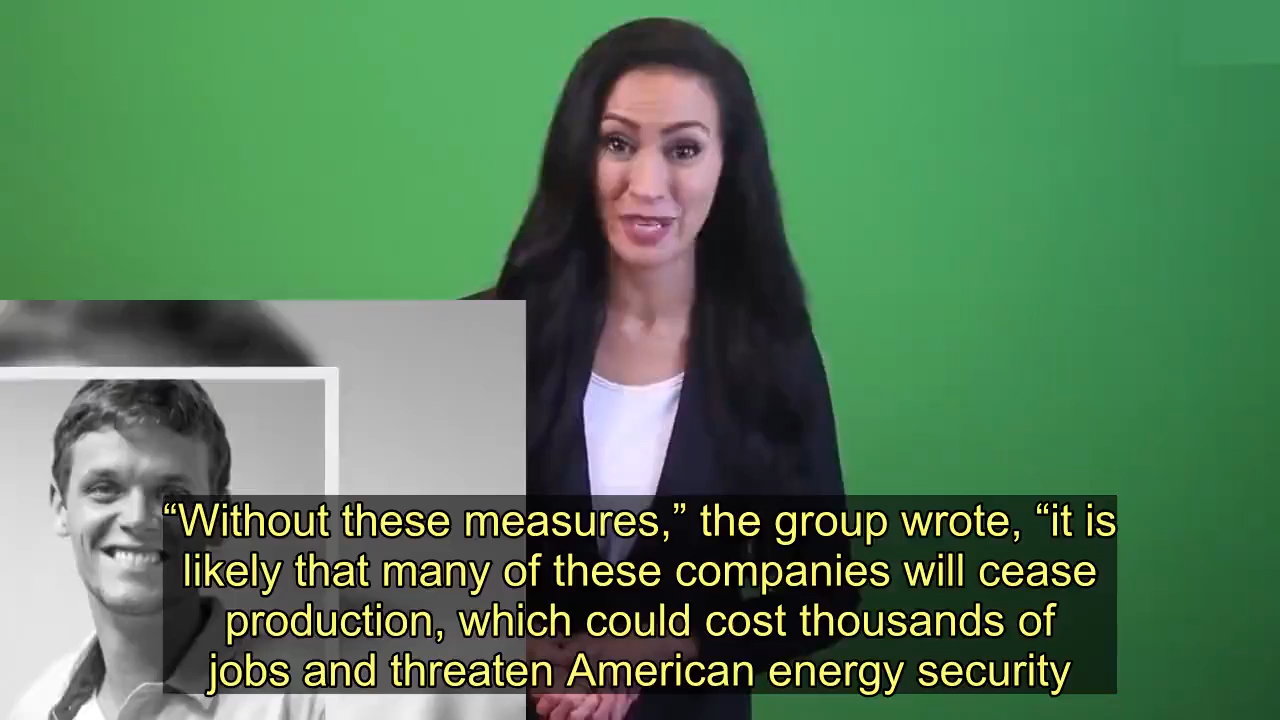 “Without these measures,” the group wrote, “it is
likely that many of these companies will cease
production, which could cost thousands of
jobs and threaten American energy security